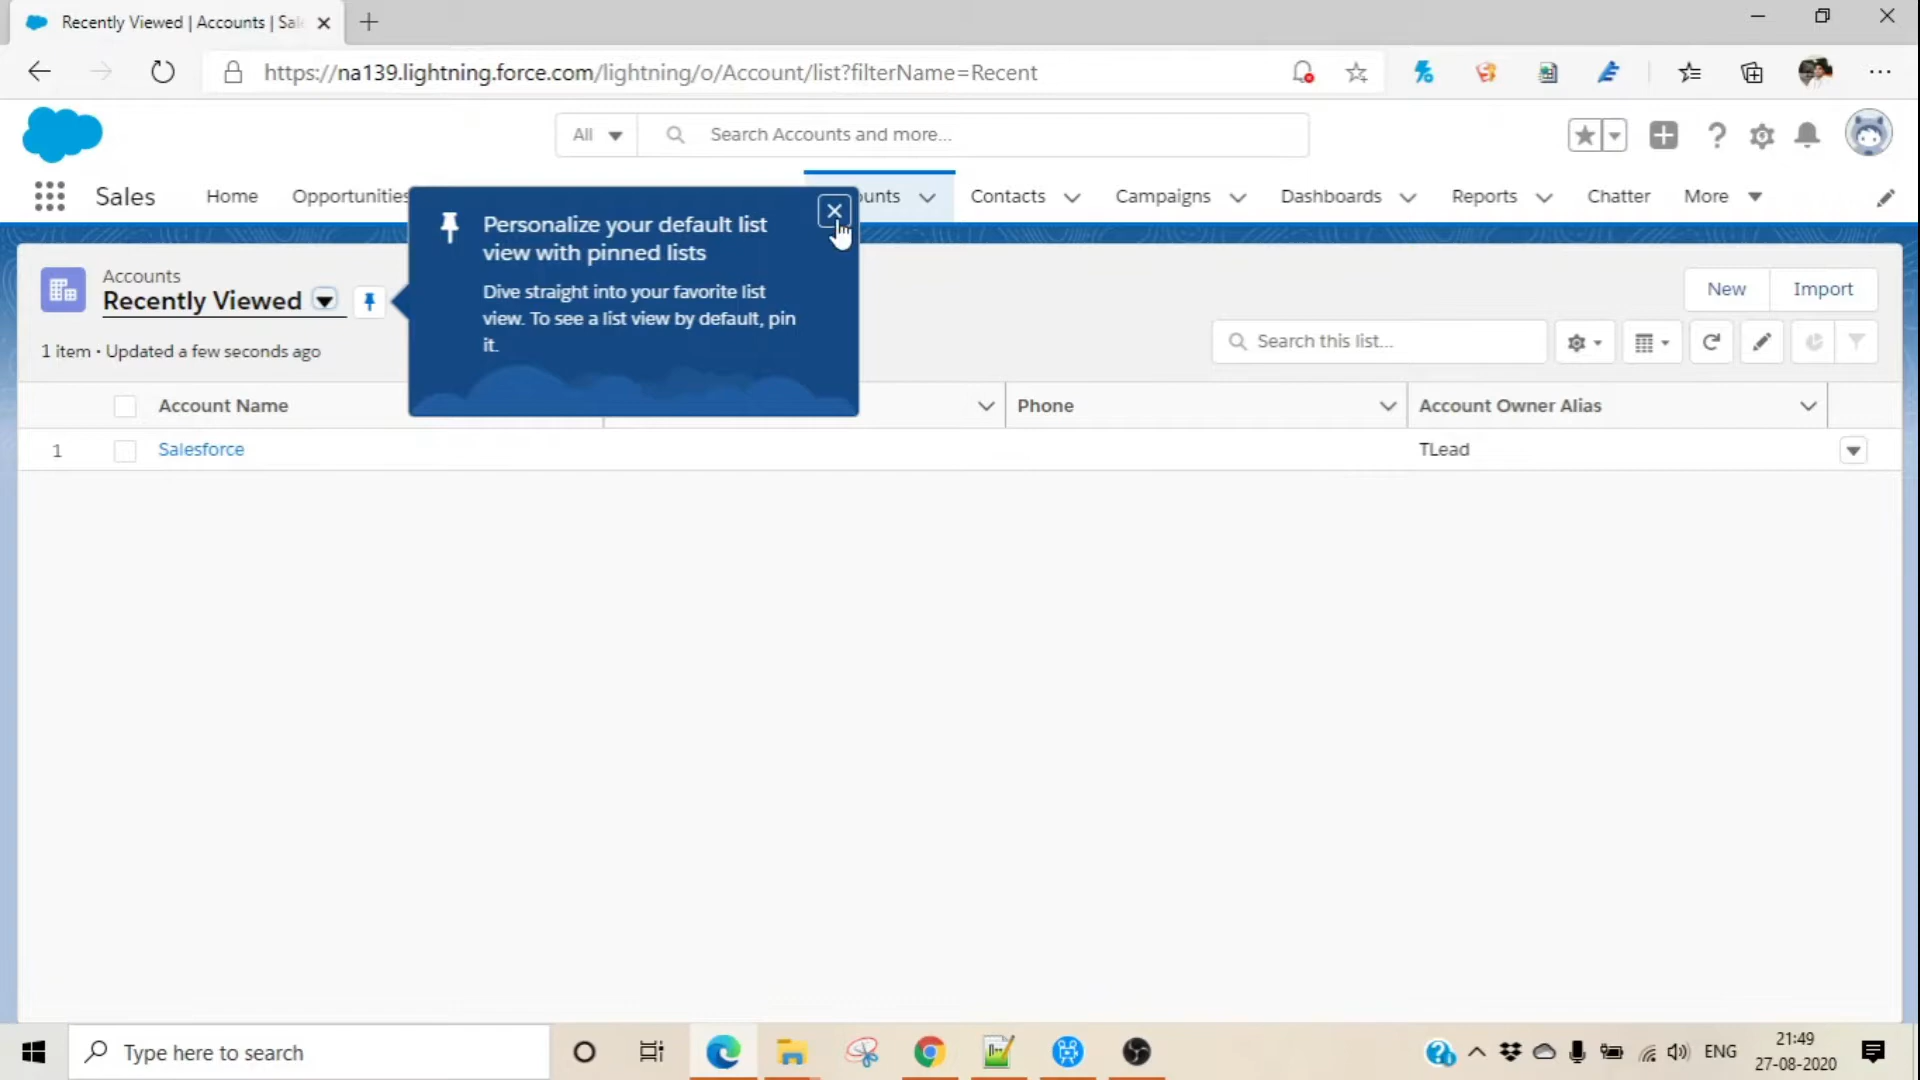 Recently Viewed | Accounts | Sal
https://na139.lightning.force.com/lightning/o/Account/list?filterName=Recent
All
Search Accounts and more...
Sales
Home
Opportunities
ounts
Contacts
Campaigns
Dashboards
Reports
Chatter
More
Personalize your default list
view with pinned lists
Dive straight into your favorite list
view. To see a list view by default, pin
it.
Accounts
Recently Viewed
New
Import
1 item • Updated a few seconds ago
Search this list...
Account Name
Phone
Account Owner Alias
1
Salesforce
TLead
Type here to search
ENG
21:49
27-08-2020